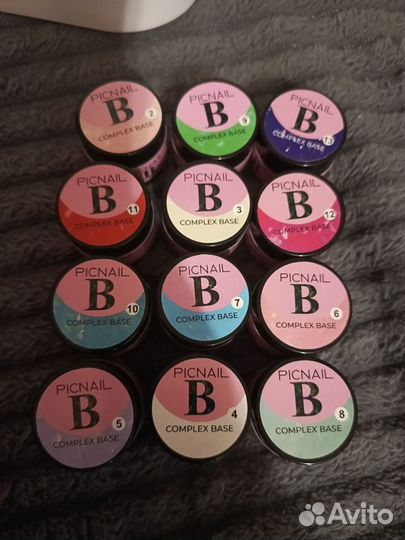 PICNAIL
B
2
COMPLEX BASE
PICNAIL
B
9
COMPLEX BASE
PICNAIL
B
13
COMPLEX BASE
PICNAIL
B
11
COMPLEX BASE
PICNAIL
B
3
COMPLEX BASE
PICNAIL
B
12
COMPLEX BASE
PICNAIL
B
10
COMPLEX BASE
PICNAIL
B
7
COMPLEX BASE
PICNAIL
B
6
COMPLEX BASE
PICNAIL
B
5
COMPLEX BASE
PICNAIL
B
4
COMPLEX BASE
PICNAIL
B
8
COMPLEX BASE
Avito